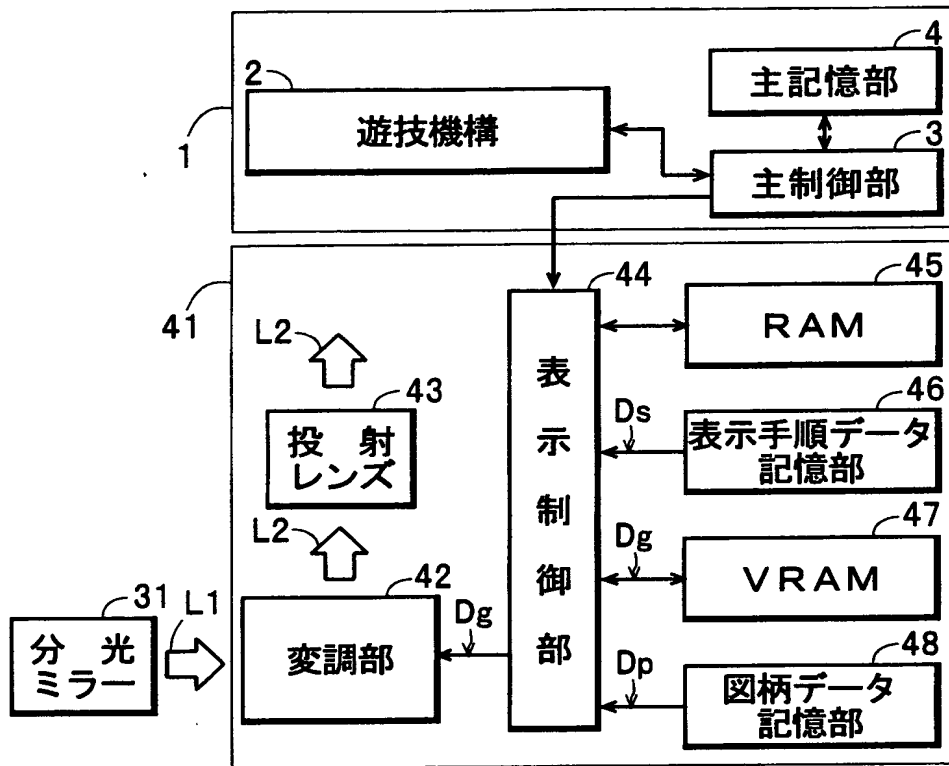 4
主記憶部
2
遊技機構
1
3
主制御部
41
44
表示制御部
45
RAM
L2
43
投射
レンズ
Ds
46
表示手順データ
記憶部
L2
Dg
47
VRAM
31
分光
ミラー
L1
42
変調部
Dg
Dp
48
図柄データ
記憶部